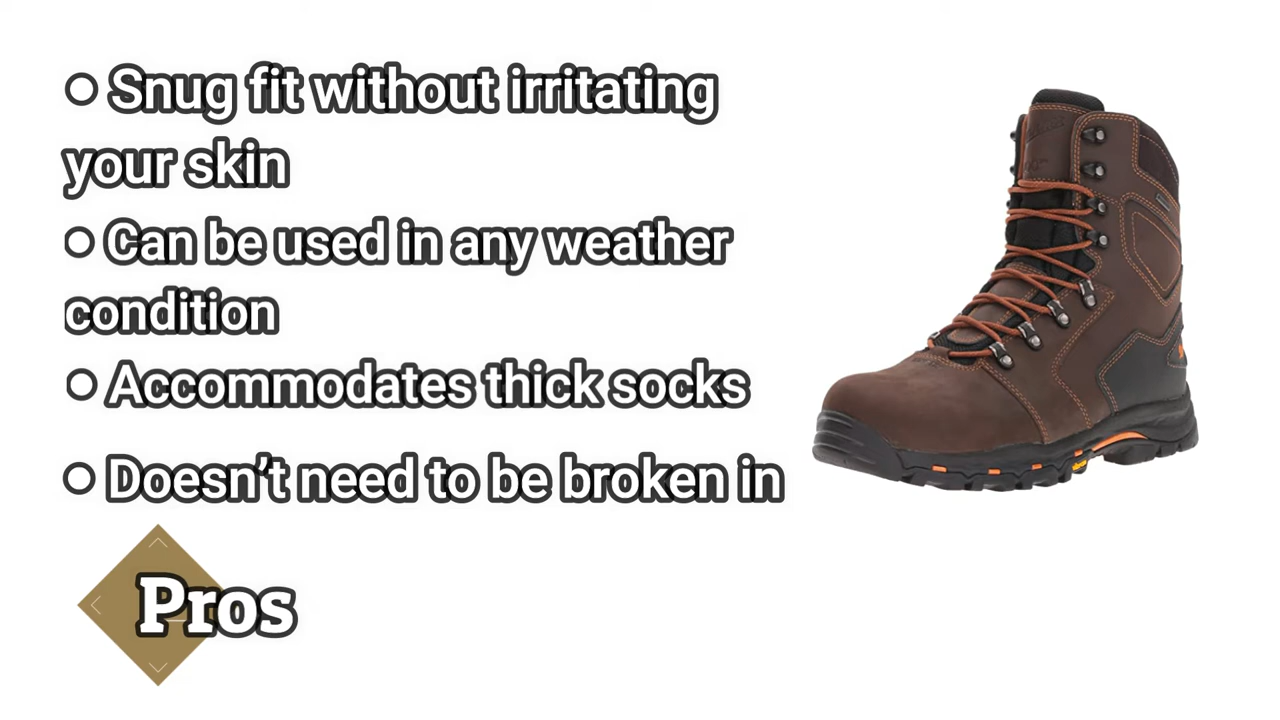 ○ Snug fit without irritating
your skin
○ Can be used in any weather
condition
○ Accommodates thick socks
○ Doesn't need to be broken in
Pros